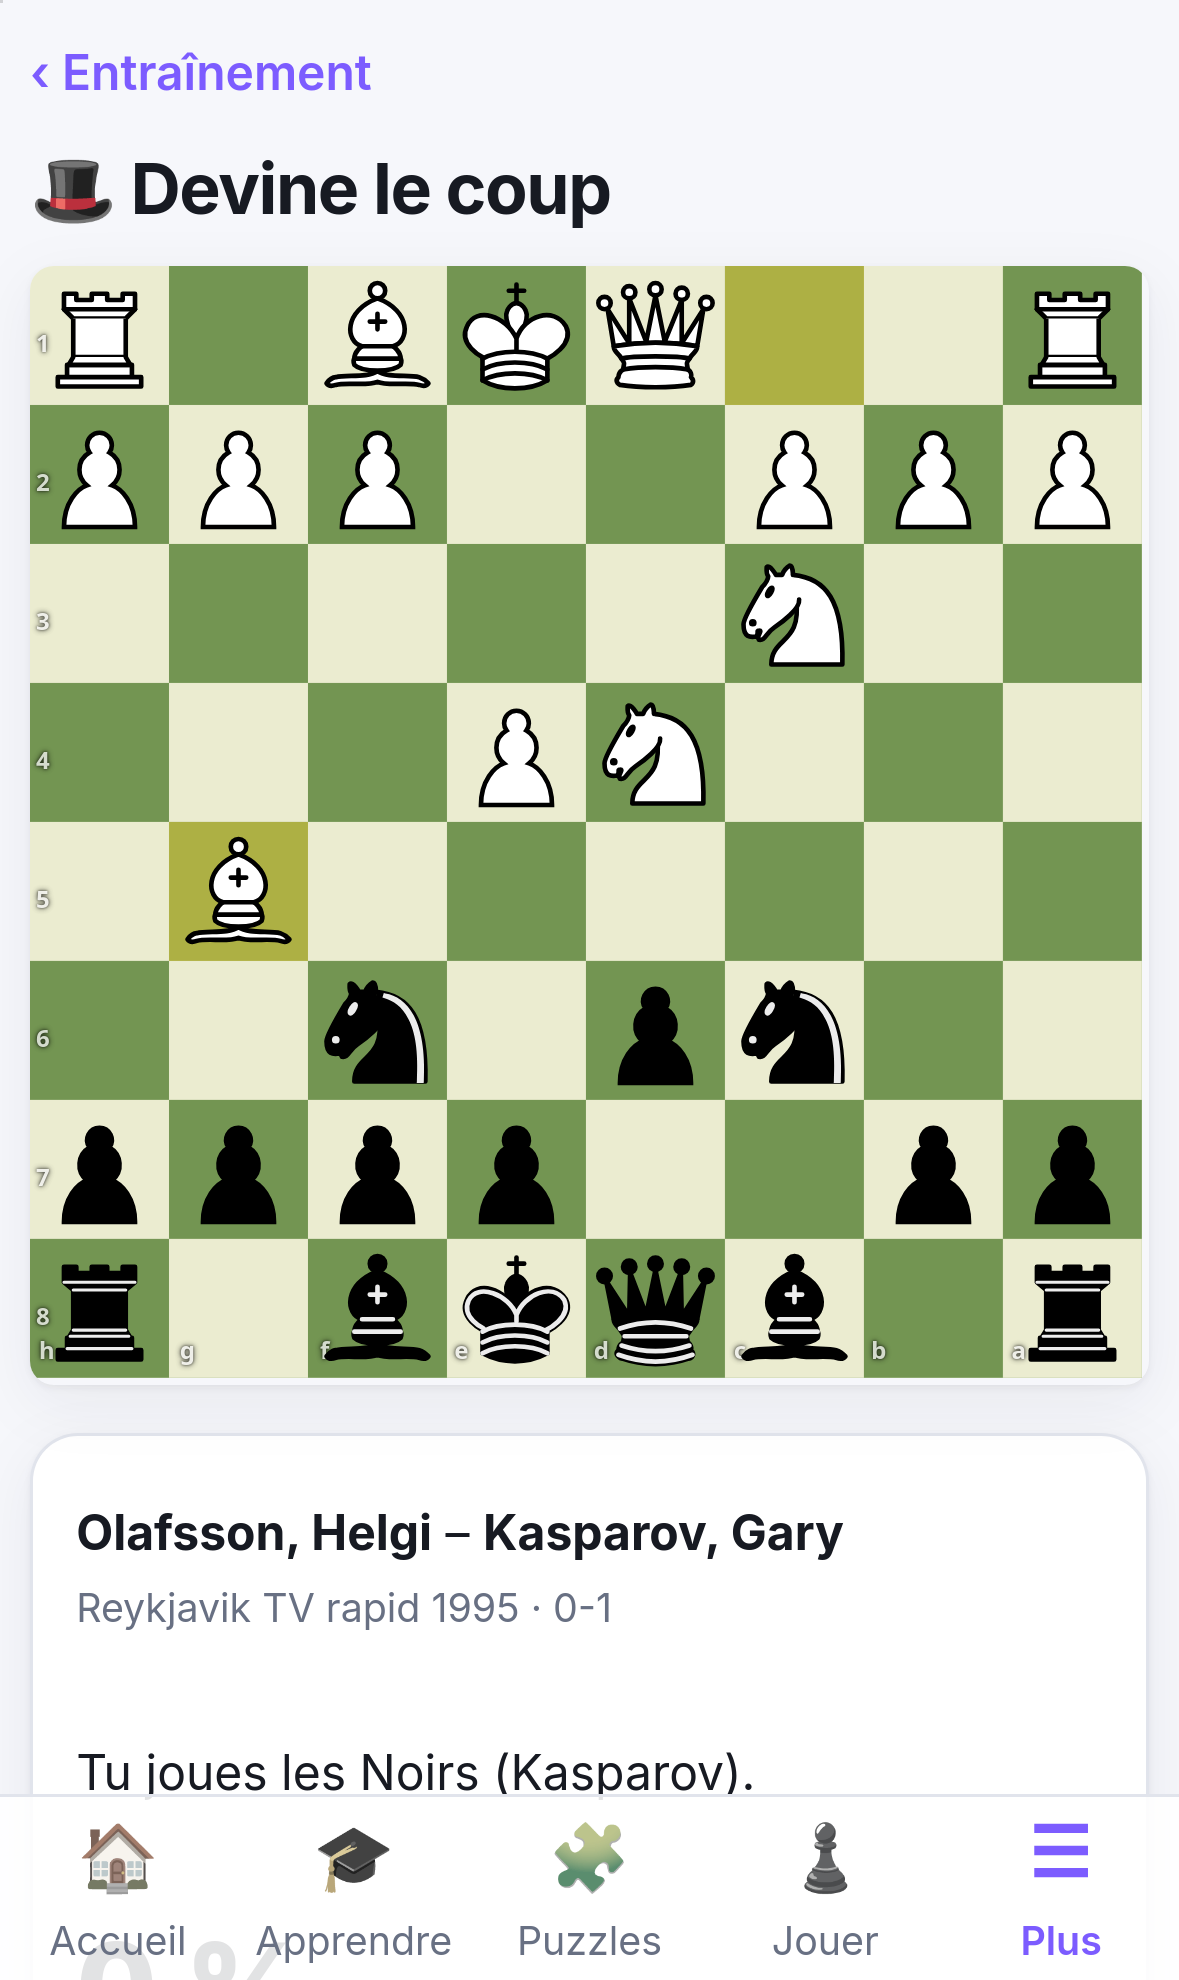 ‹ Entraînement
🎩 Devine le coup
1
2
3
4
5
6
7
8
h g f e d c b a
Olafsson, Helgi – Kasparov, Gary
Reykjavik TV rapid 1995 · 0-1
Tu joues les Noirs (Kasparov).
0 %
Accueil Apprendre Puzzles Jouer Plus